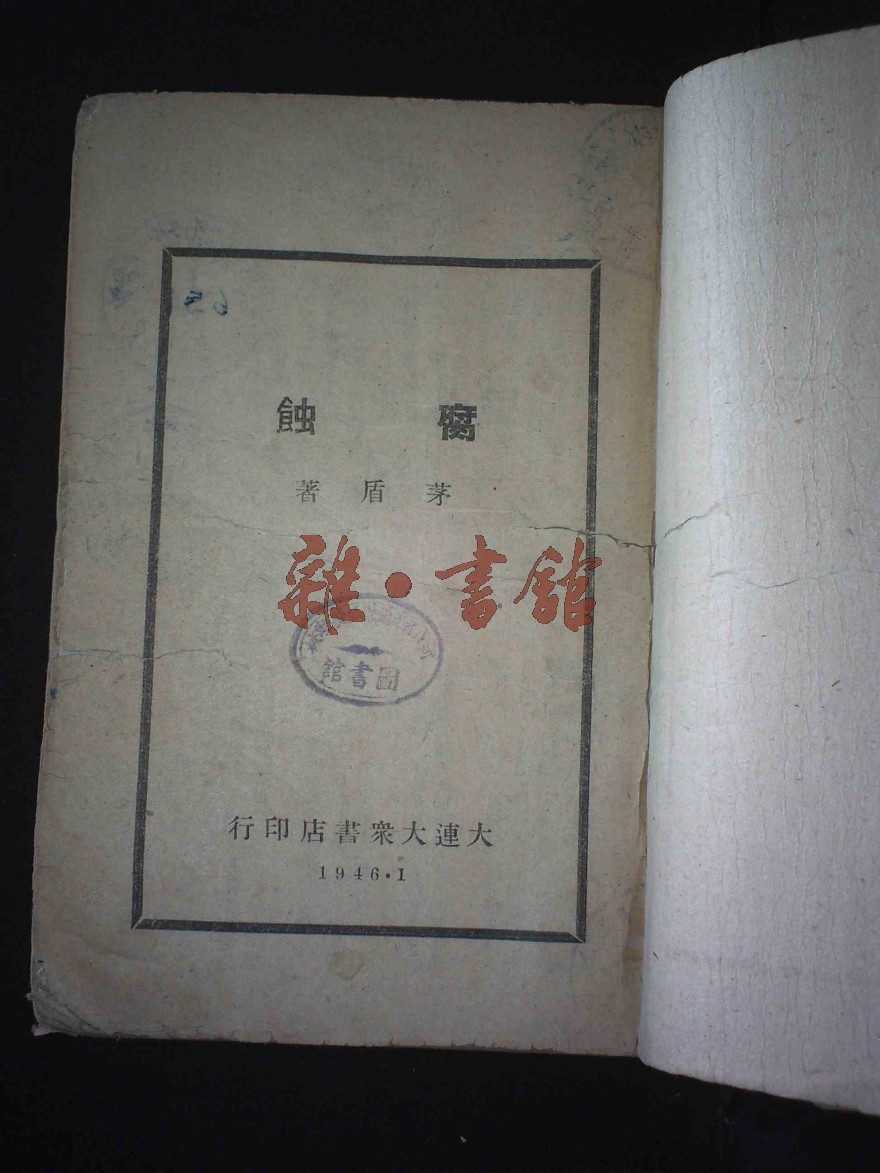 腐蝕
茅盾著
雜·書館
圖書館
大連大衆書店印行
1946·1